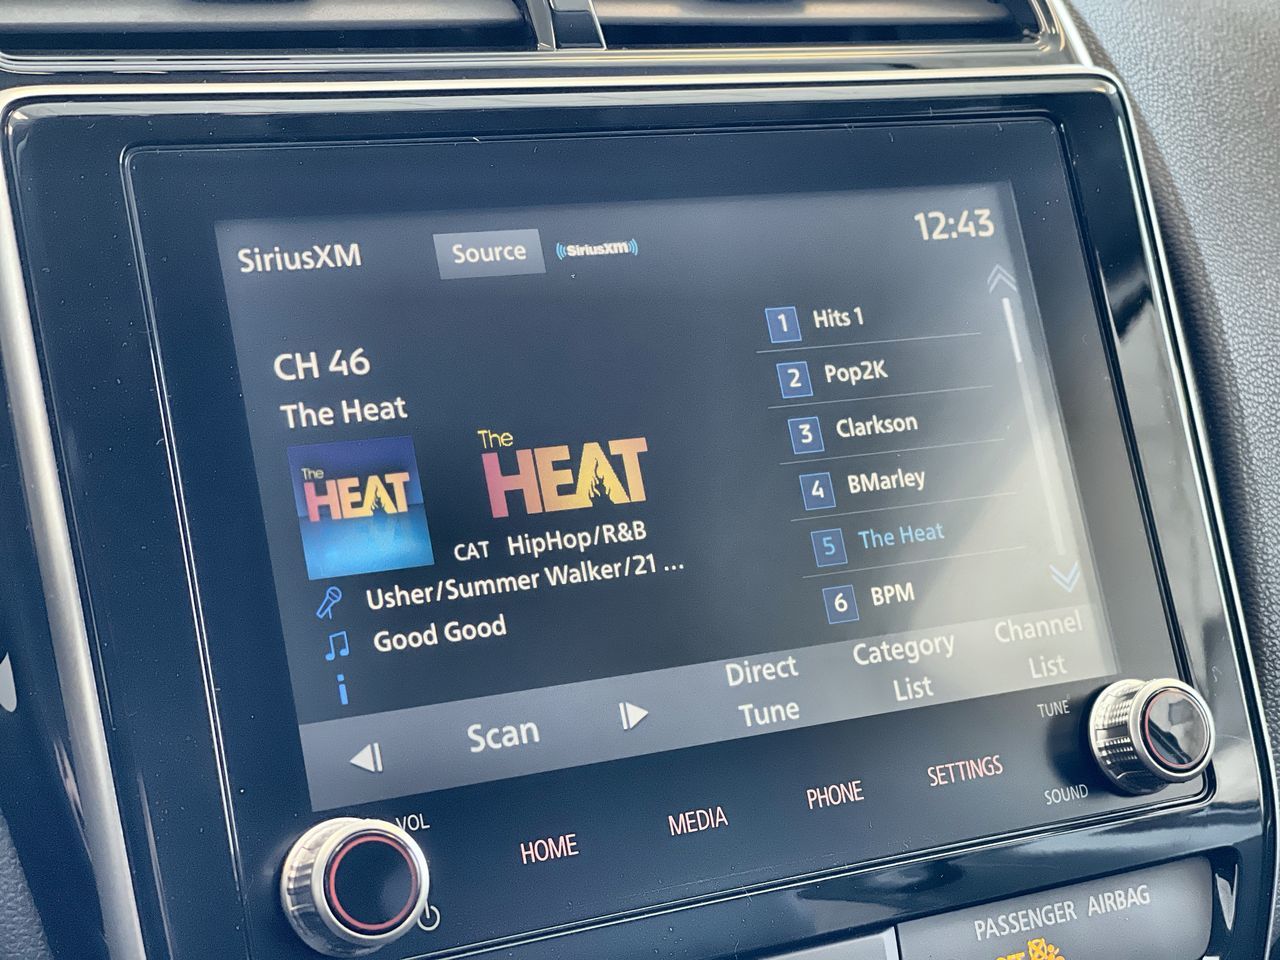 SiriusXM
Source
SiriusXM
12:43
CH 46
The Heat
The
HEAT
The
HEAT
CAT HipHop/R&B
Usher/Summer Walker/21 ...
Good Good
1 Hits 1
2 Pop2K
3 Clarkson
4 BMarley
5 The Heat
6 BPM
Scan
Direct
Tune
Category
List
Channel
List
VOL
HOME
MEDIA
PHONE
SETTINGS
TUNE
SOUND
PASSENGER AIRBAG